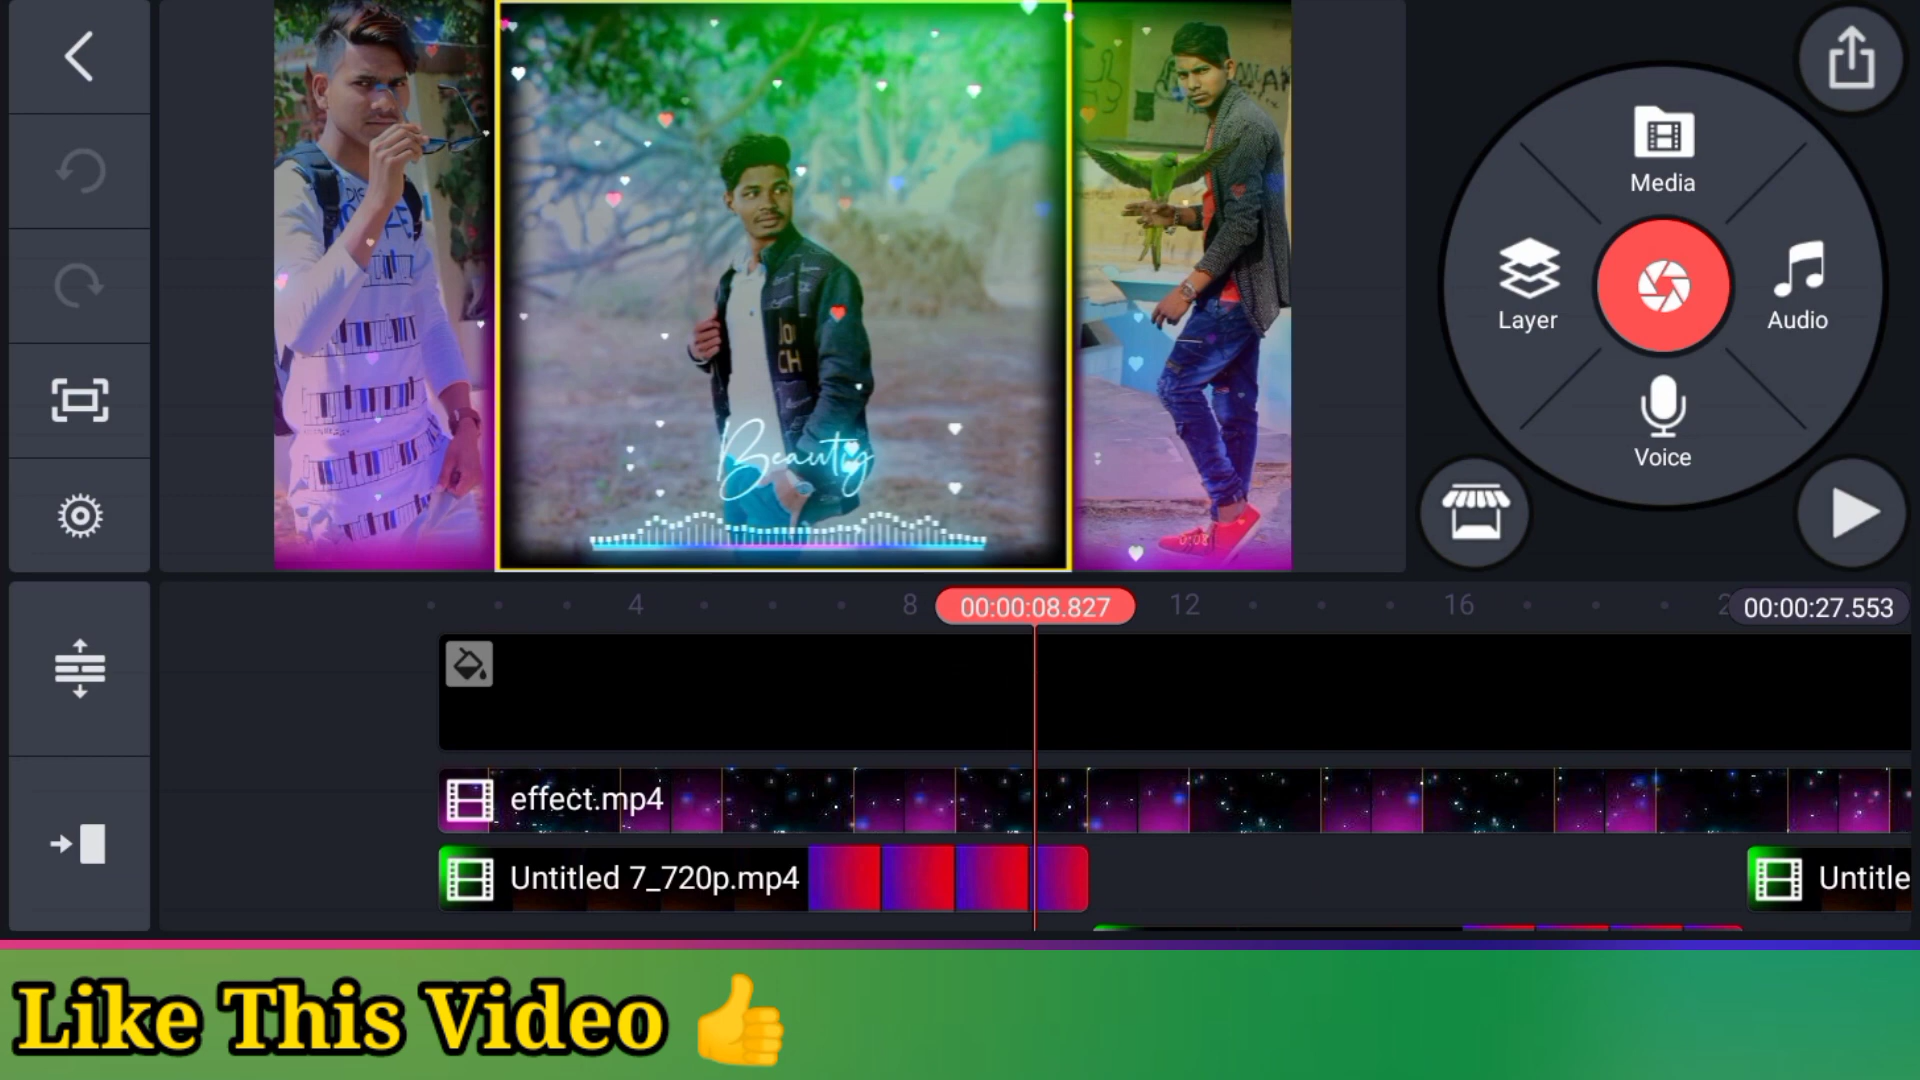 Beauty
Media
Layer
Audio
Voice
4
8
00:00:08.827
12
16
00:00:27.553
effect.mp4
Untitled 7_720p.mp4
Untitle
Like This Video 👍